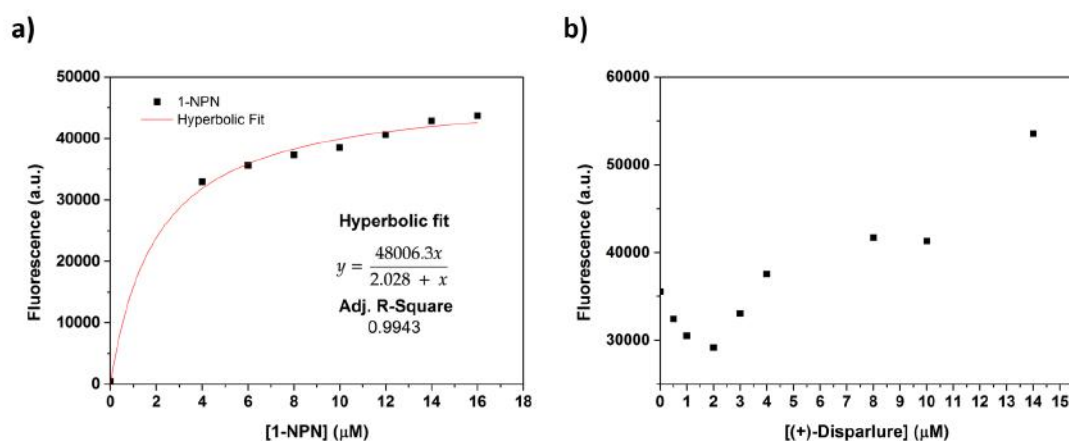 a)
50000
40000
30000
20000
10000
0
Fluorescence (a.u.)
1-NPN
Hyperbolic Fit
Hyperbolic fit
y = 48006.3x / 2.028 + x
Adj. R-Square
0.9943
0 2 4 6 8 10 12 14 16 18
[1-NPN] (μM)
b)
60000
50000
40000
30000
Fluorescence (a.u.)
0 1 2 3 4 5 6 7 8 9 10 11 12 13 14 15
[(+)-Disparlure] (μM)